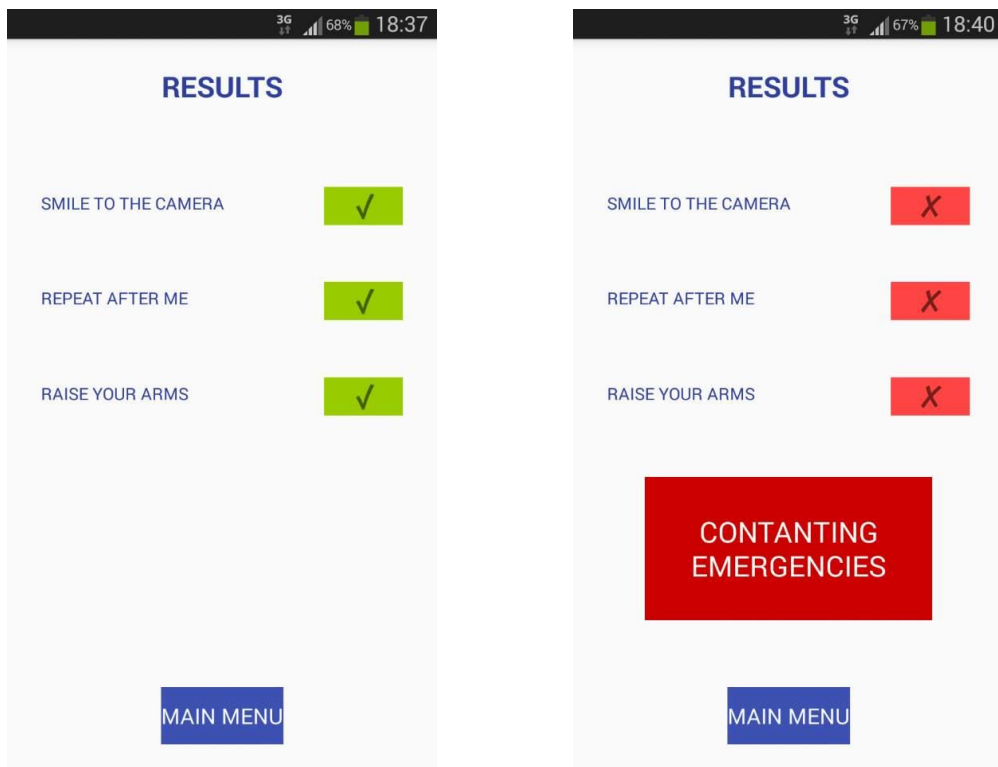 3G 68% 18:37
RESULTS
SMILE TO THE CAMERA √
REPEAT AFTER ME √
RAISE YOUR ARMS √
MAIN MENU
3G 67% 18:40
RESULTS
SMILE TO THE CAMERA ✗
REPEAT AFTER ME ✗
RAISE YOUR ARMS ✗
CONTANTING
EMERGENCIES
MAIN MENU